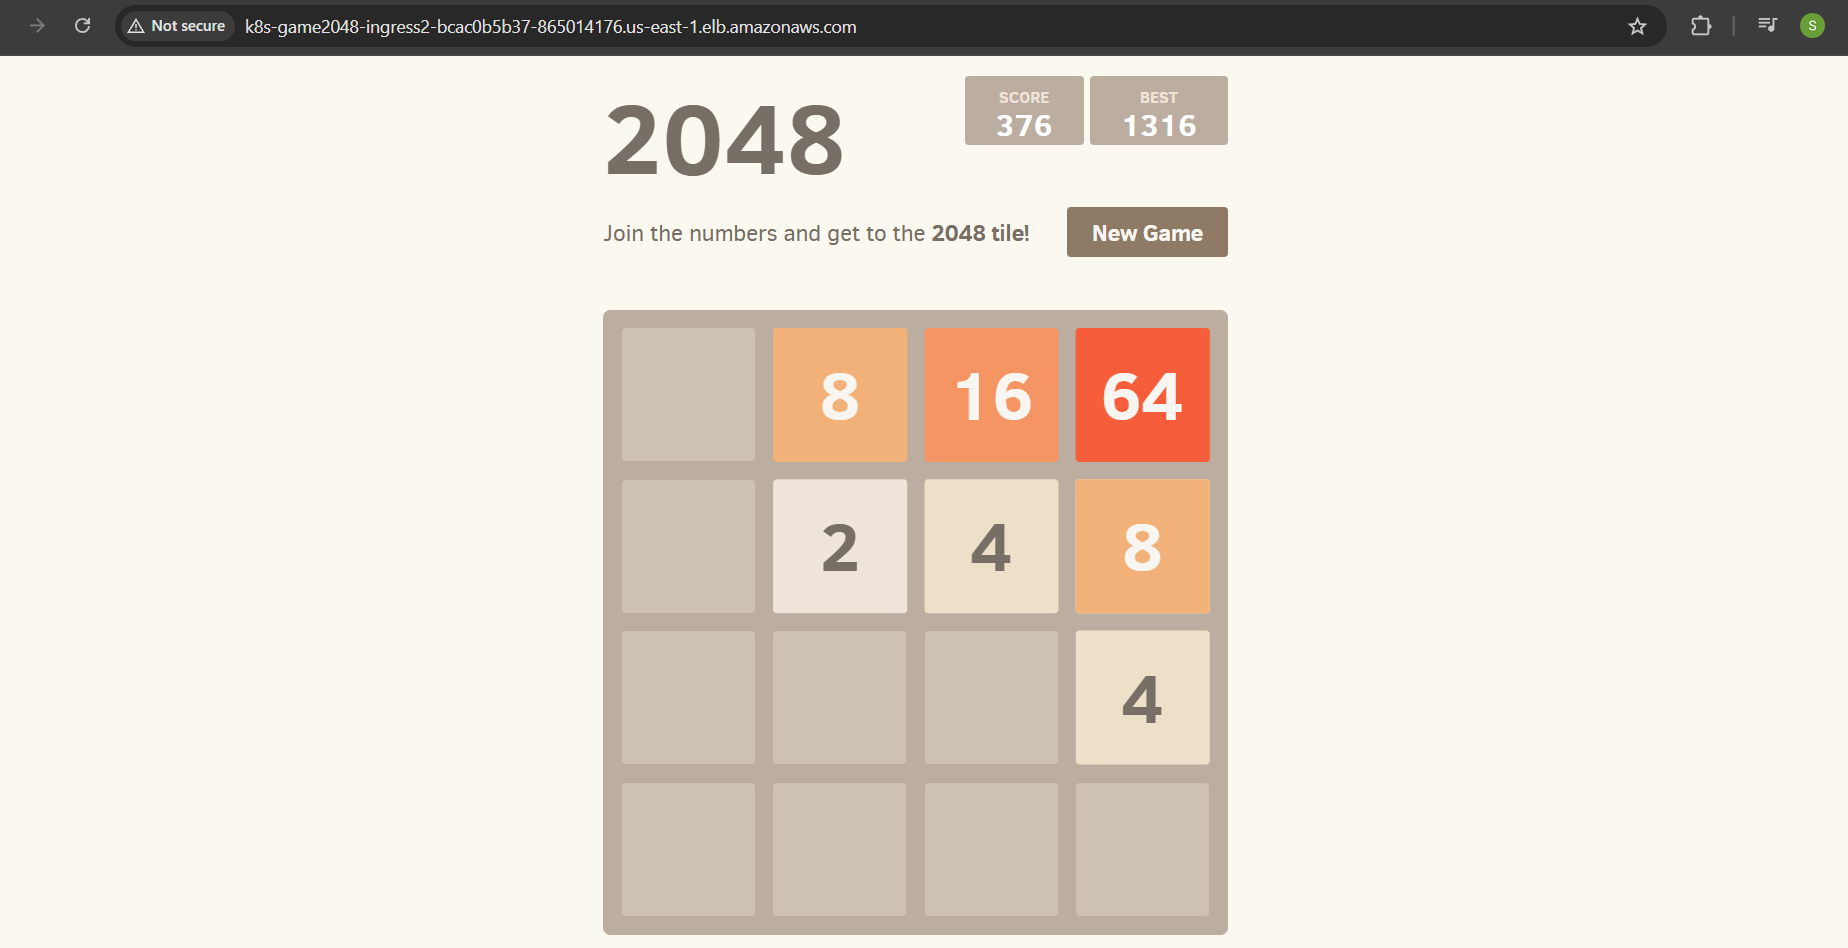 Not secure k8s-game2048-ingress2-bcac0b5b37-865014176.us-east-1.elb.amazonaws.com S
2048
SCORE
376
BEST
1316
Join the numbers and get to the 2048 tile!
New Game
8 16 64
2 4 8
4